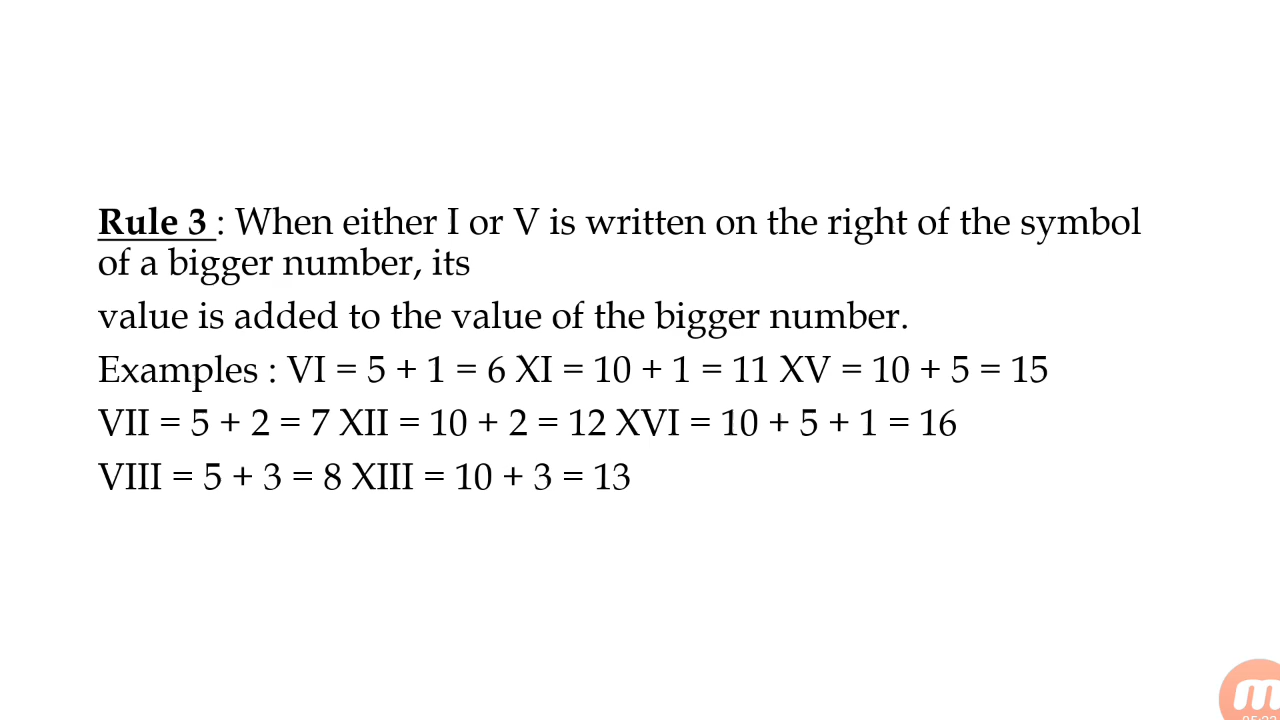 Rule 3 : When either I or V is written on the right of the symbol
of a bigger number, its
value is added to the value of the bigger number.
Examples : VI = 5 + 1 = 6 XI = 10 + 1 = 11 XV = 10 + 5 = 15
VII = 5 + 2 = 7 XII = 10 + 2 = 12 XVI = 10 + 5 + 1 = 16
VIII = 5 + 3 = 8 XIII = 10 + 3 = 13